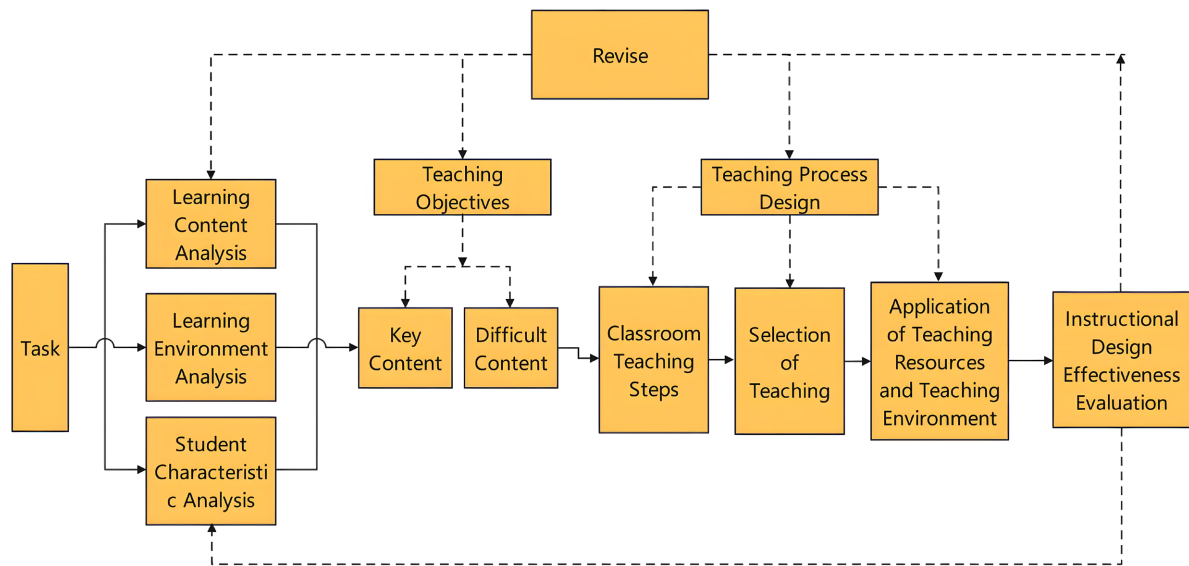 Revise
Teaching
Objectives
Teaching Process
Design
Learning
Content
Analysis
Task
Learning
Environment
Analysis
Student
Characteristi
c Analysis
Key
Content
Difficult
Content
Classroom
Teaching
Steps
Selection
of
Teaching
Application
of Teaching
Resources
and Teaching
Environment
Instructional
Design
Effectiveness
Evaluation